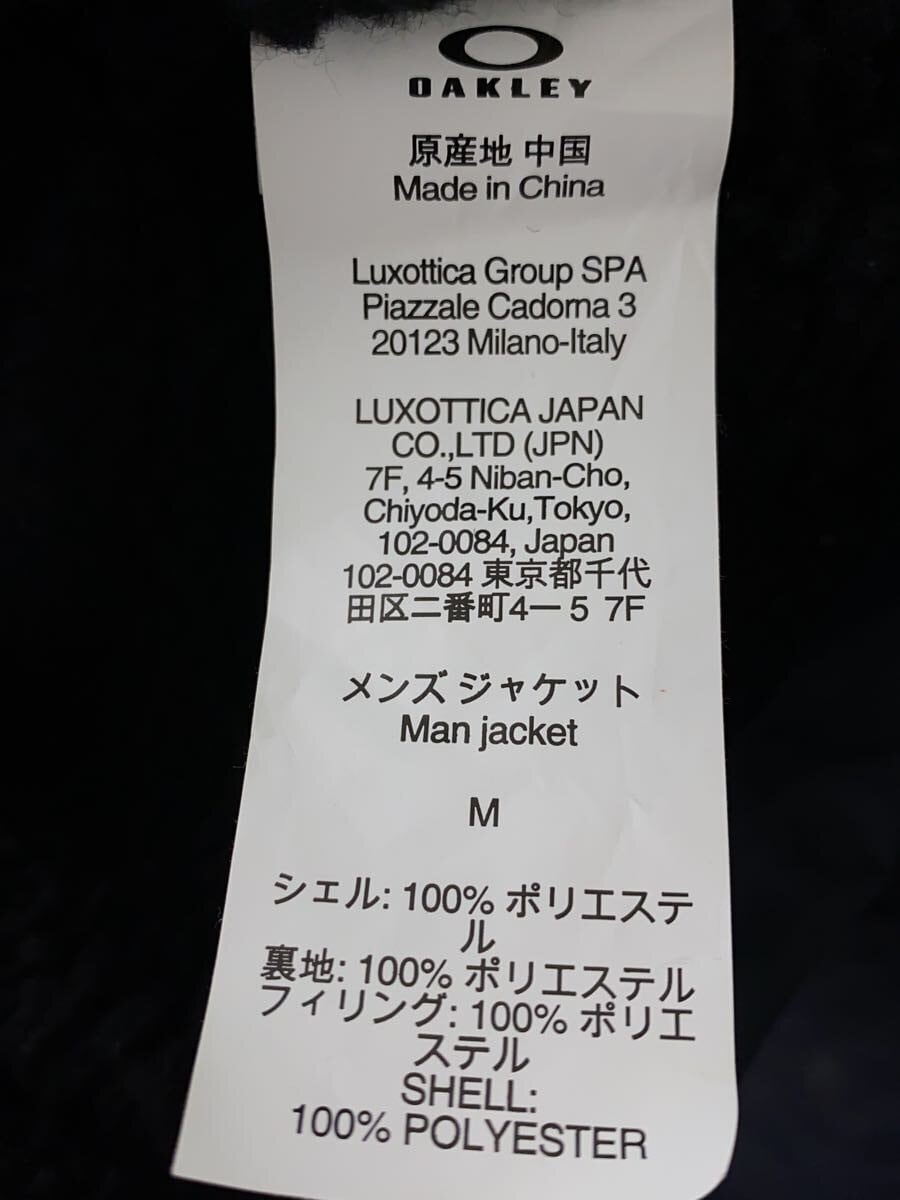 OAKLEY
原産地 中国
Made in China
Luxottica Group SPA
Piazzale Cadorna 3
20123 Milano-Italy
LUXOTTICA JAPAN
CO.,LTD (JPN)
7F, 4-5 Niban-Cho,
Chiyoda-Ku,Tokyo,
102-0084, Japan
102-0084 東京都千代
田区二番町4ー5 7F
メンズ ジャケット
Man jacket
M
シェル: 100% ポリエステ
ル
裏地: 100% ポリエステル
フィリング: 100% ポリエ
ステル
SHELL:
100% POLYESTER